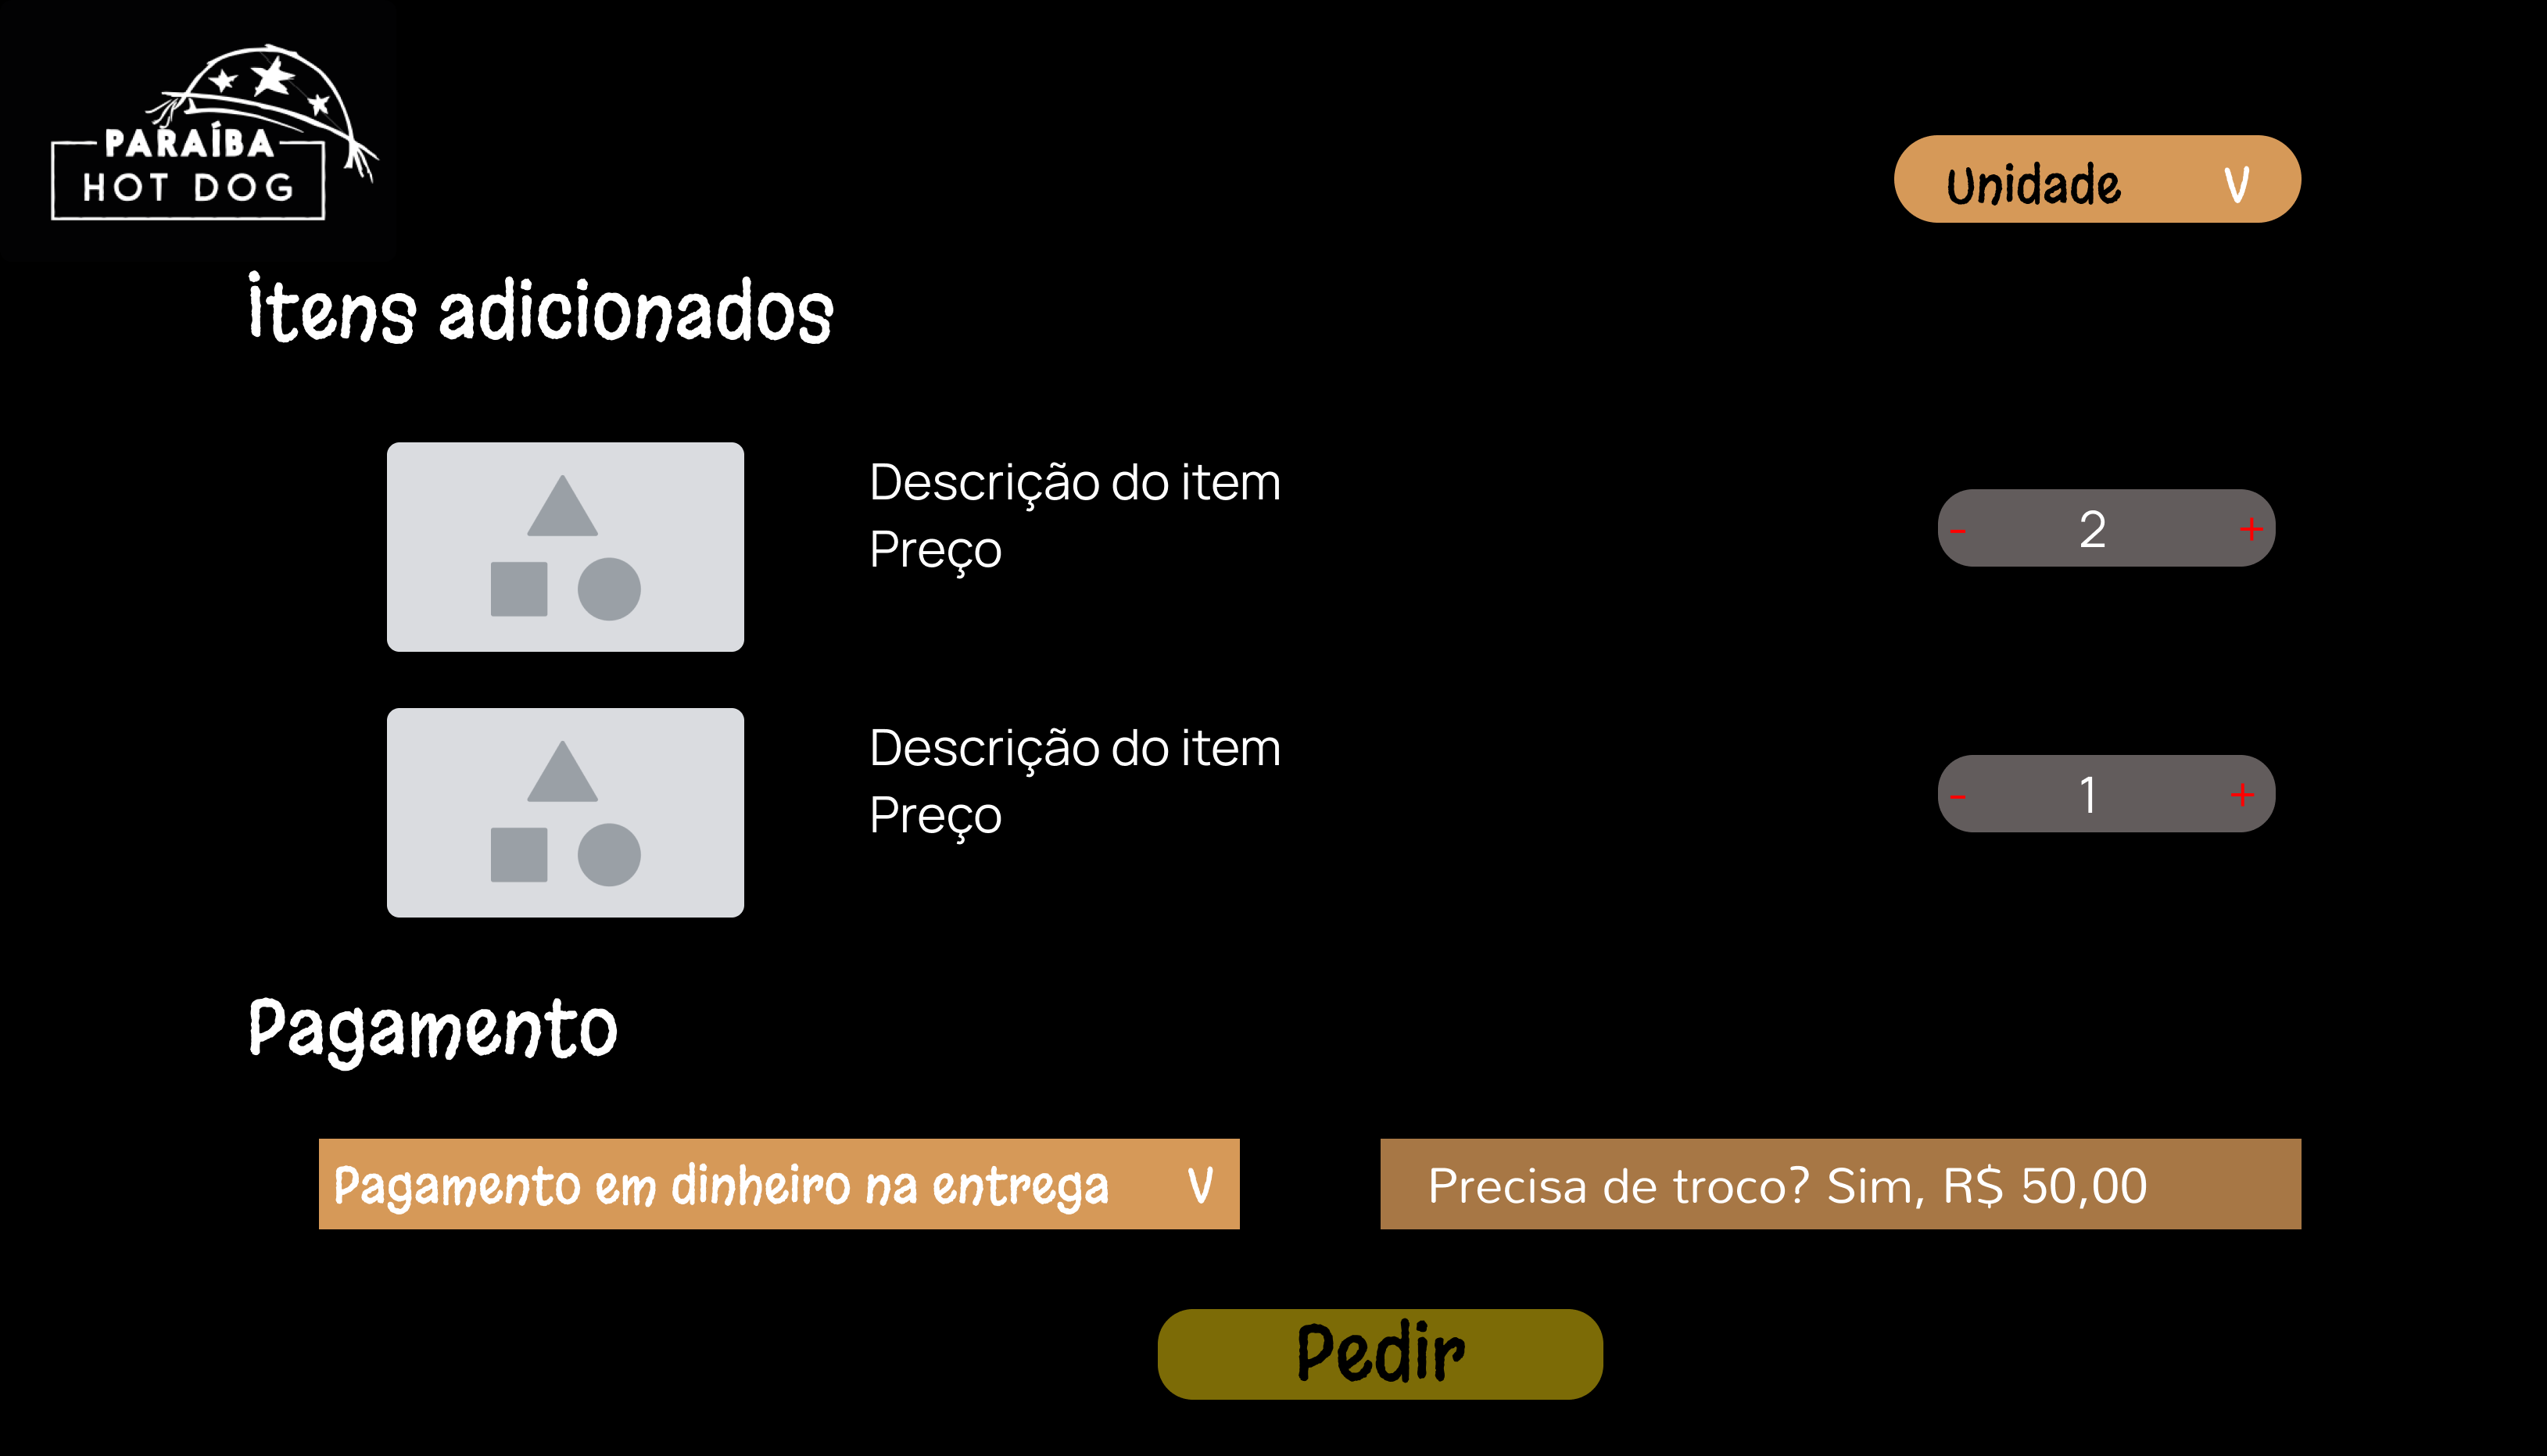 PARAÍBA
HOT DOG
Unidade V
Itens adicionados
Descrição do item
Preço
- 2 +
Descrição do item
Preço
- 1 +
Pagamento
Pagamento em dinheiro na entrega V
Precisa de troco? Sim, R$ 50,00
Pedir